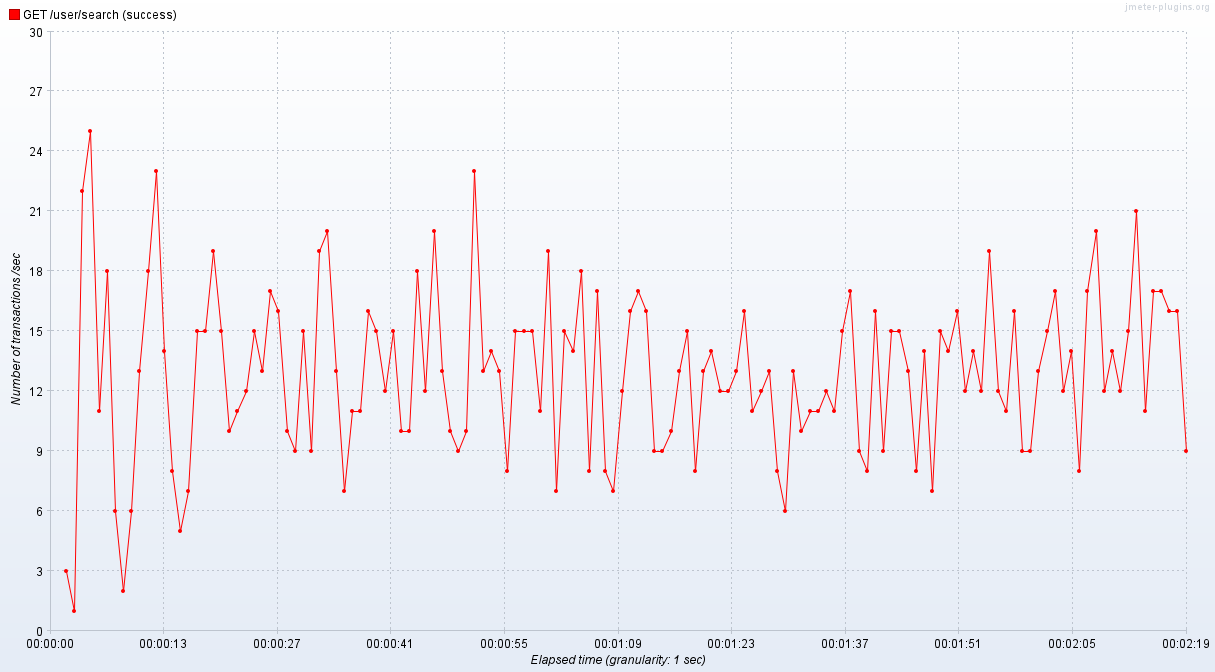 jmeter-plugins.org
GET /user/search (success)
30
27
24
21
18
15
12
9
6
3
0
Number of transactions /sec
00:00:00 00:00:13 00:00:27 00:00:41 00:00:55 00:01:09 00:01:23 00:01:37 00:01:51 00:02:05 00:02:19
Elapsed time (granularity: 1 sec)